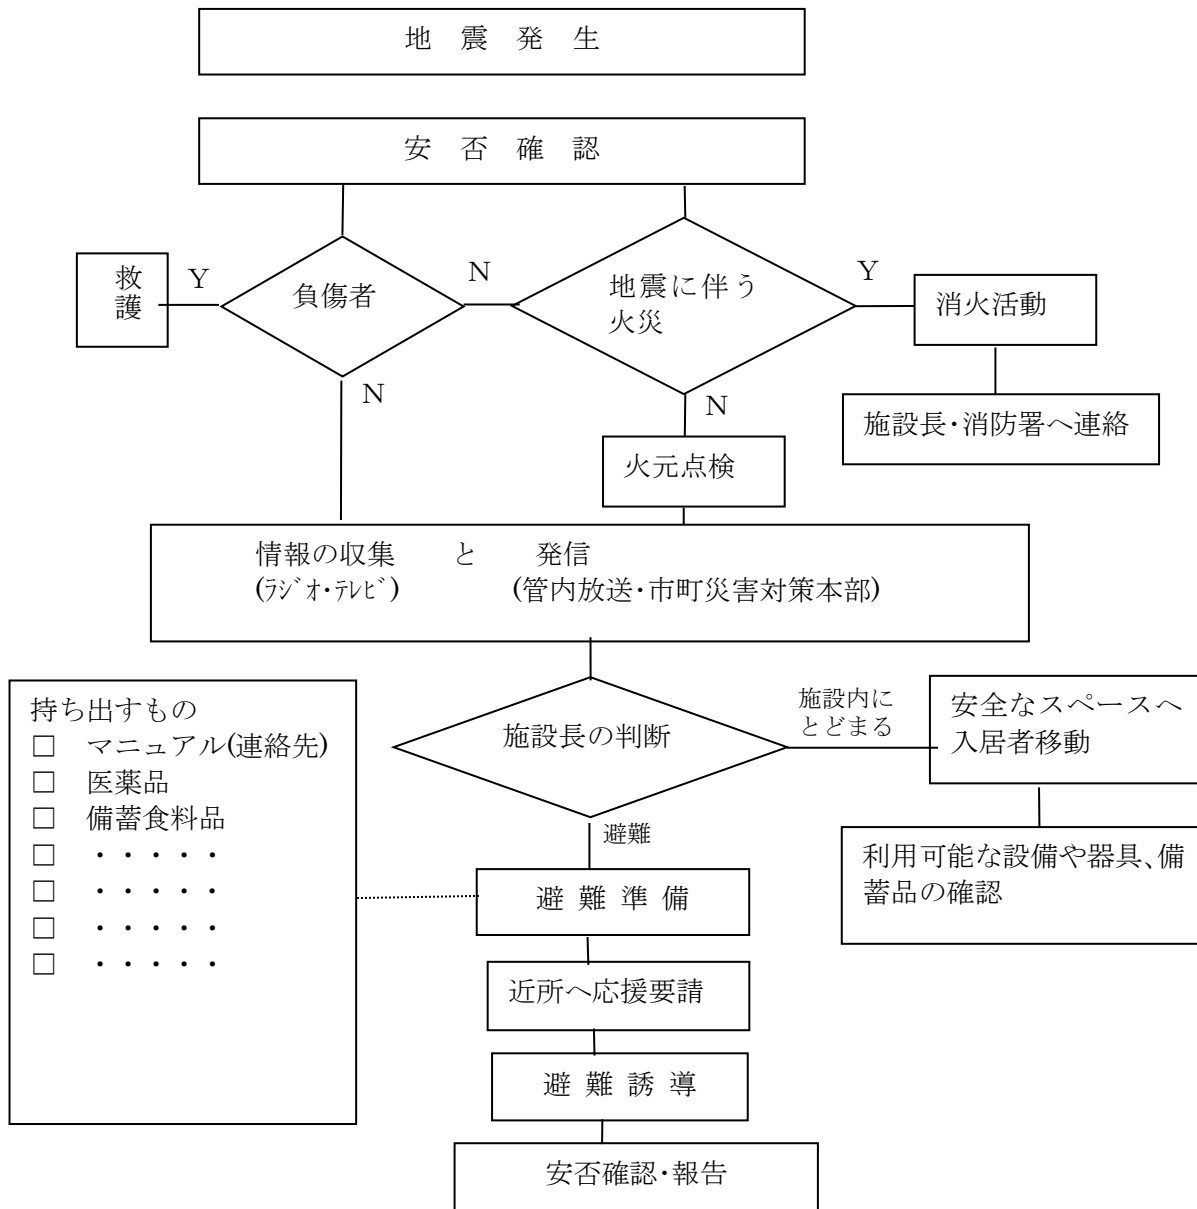 地 震 発 生
安 否 確 認
救
護
Y
負傷者
N
地震に伴う
火災
Y
消火活動
N
N
施設長・消防署へ連絡
火元点検
情報の収集 と 発信
(ﾗｼﾞｵ・ﾃﾚﾋﾞ) (管内放送・市町災害対策本部)
持ち出すもの
□ マニュアル(連絡先)
□ 医薬品
□ 備蓄食料品
□ ・・・・・
□ ・・・・・
□ ・・・・・
□ ・・・・・
施設長の判断
施設内に
とどまる
安全なスペースへ
入居者移動
避難
利用可能な設備や器具、備
蓄品の確認
避 難 準 備
近所へ応援要請
避 難 誘 導
安否確認・報告